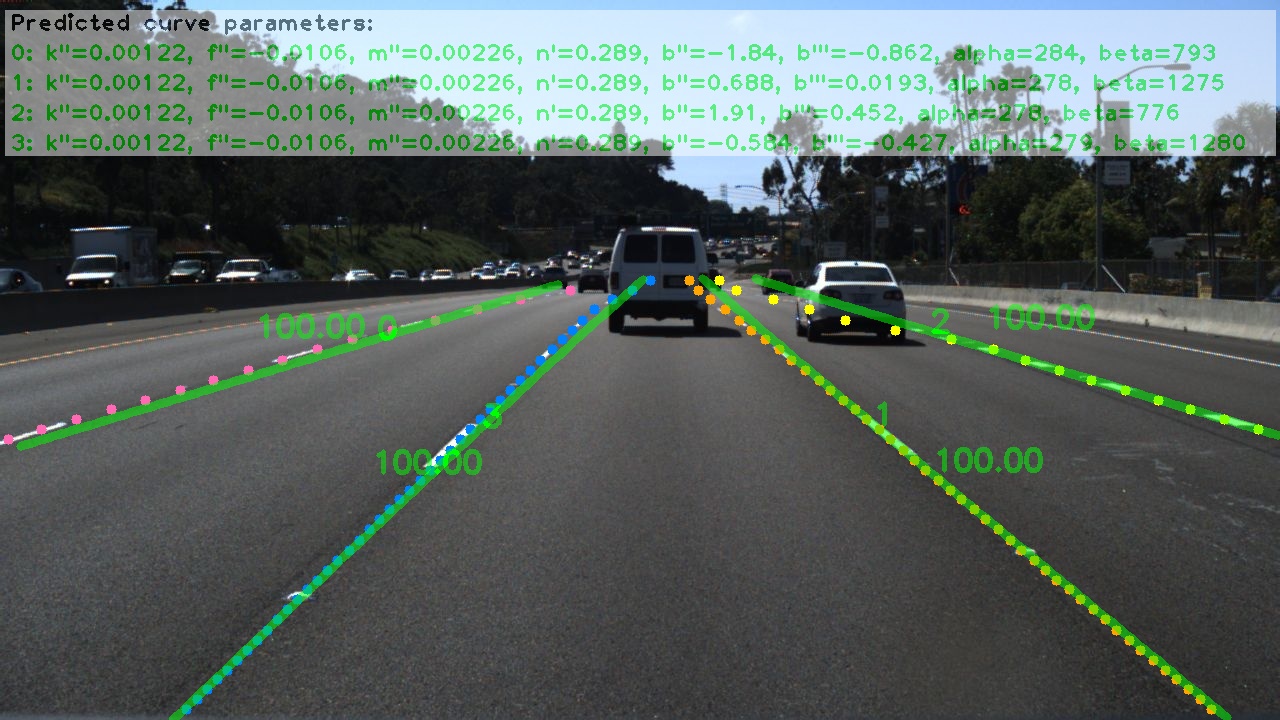 Predicted curve parameters:
0: k''=0.00122, f''=-0.0106, m''=0.00226, n'=0.289, b''=-1.84, b'''=-0.862, alpha=284, beta=793
1: k''=0.00122, f''=-0.0106, m''=0.00226, n'=0.289, b''=0.688, b'''=0.0193, alpha=278, beta=1275
2: k''=0.00122, f''=-0.0106, m''=0.00226, n'=0.289, b''=1.91, b'''=0.452, alpha=278, beta=776
3: k''=0.00122, f''=-0.0106, m''=0.00226, n'=0.289, b''=-0.584, b'''=-0.427, alpha=279, beta=1280
100.00 0
2 100.00
3
1
100.00
100.00